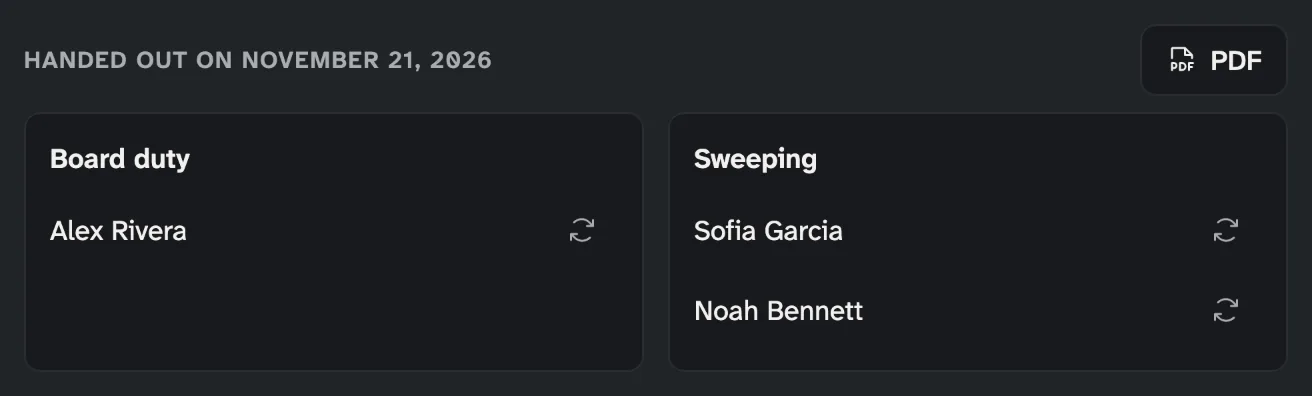 HANDED OUT ON NOVEMBER 21, 2026
PDF PDF
Board duty
Alex Rivera
Sweeping
Sofia Garcia
Noah Bennett